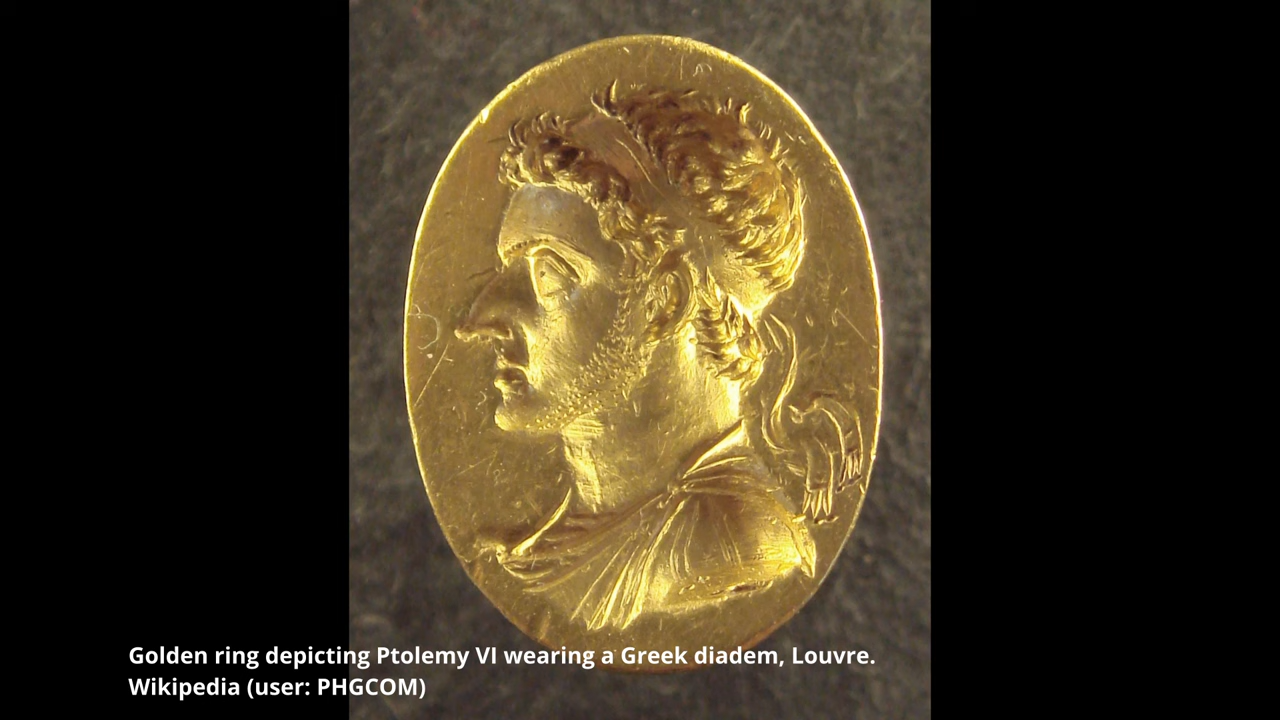 Golden ring depicting Ptolemy VI wearing a Greek diadem, Louvre.
Wikipedia (user: PHGCOM)